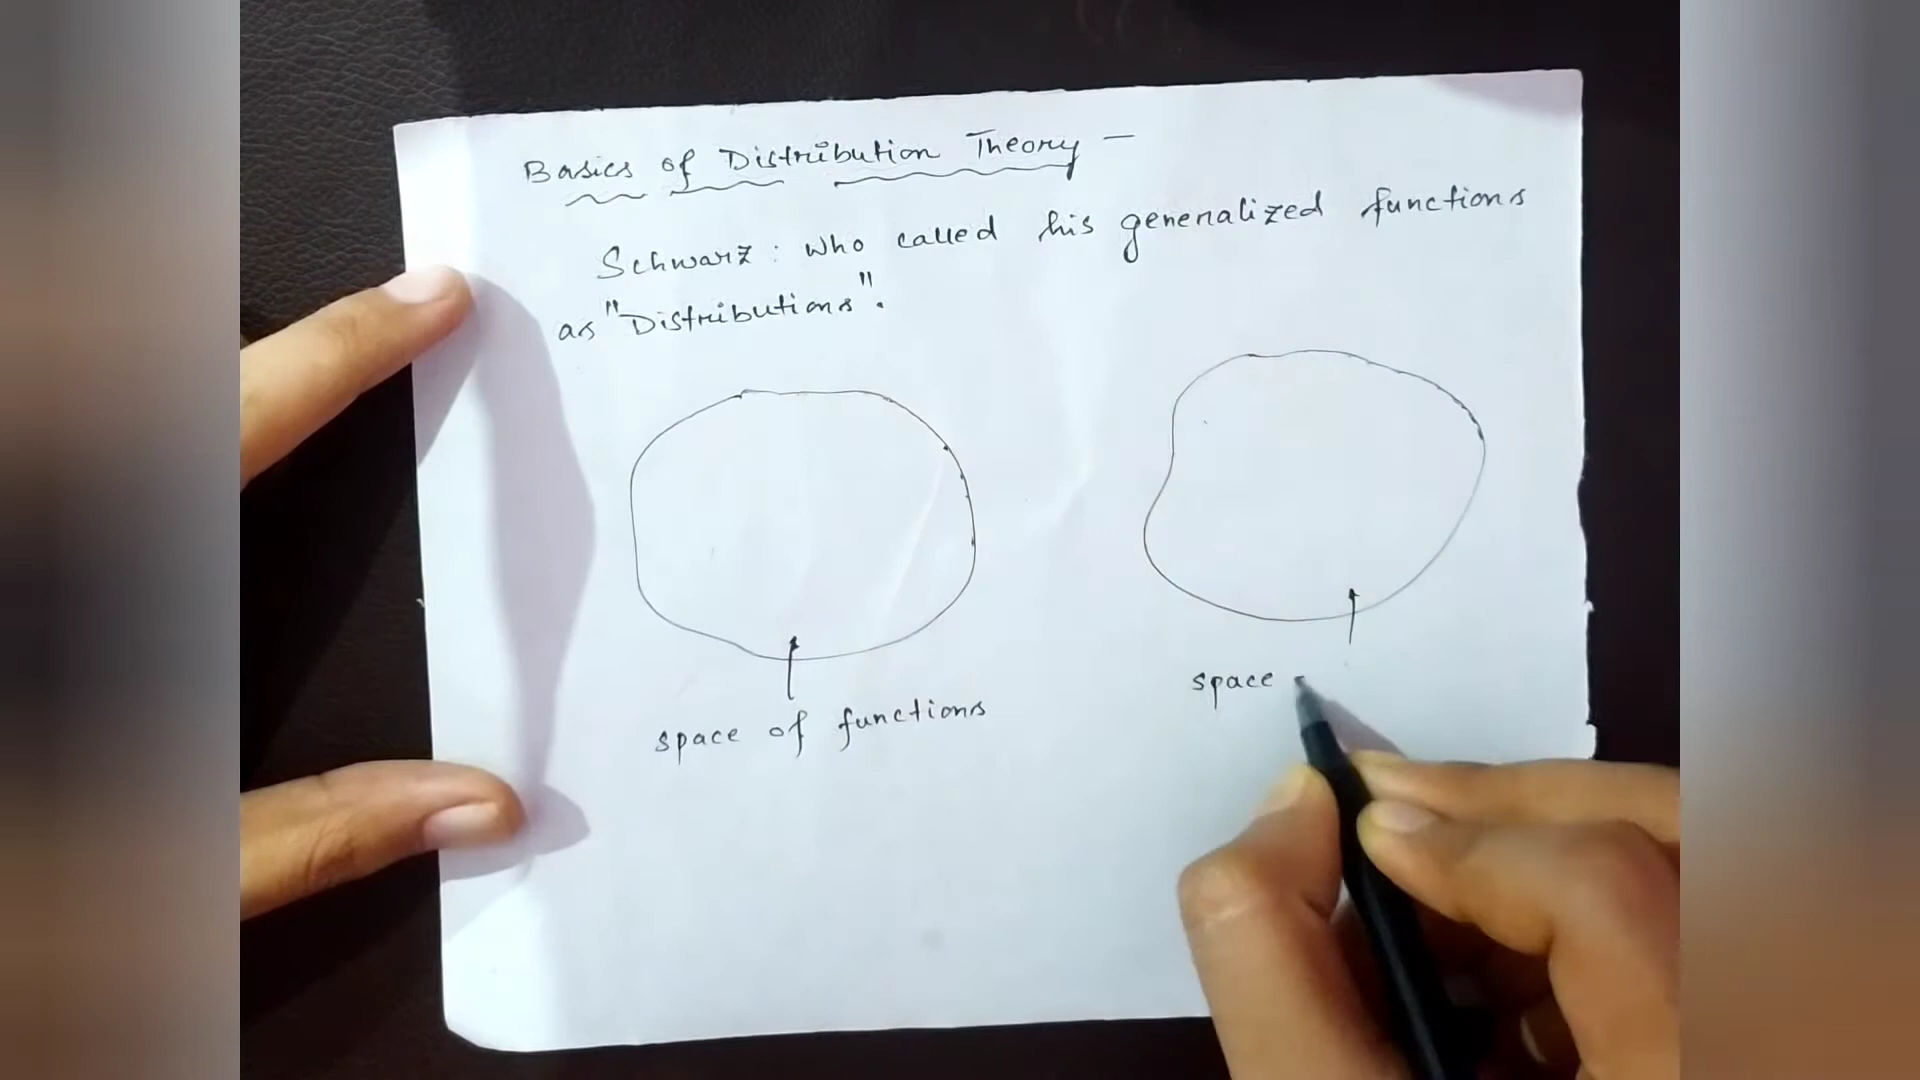 Basics of Distribution Theory —
Schwarz : Who called his generalized functions
as "Distributions".
space of functions
space